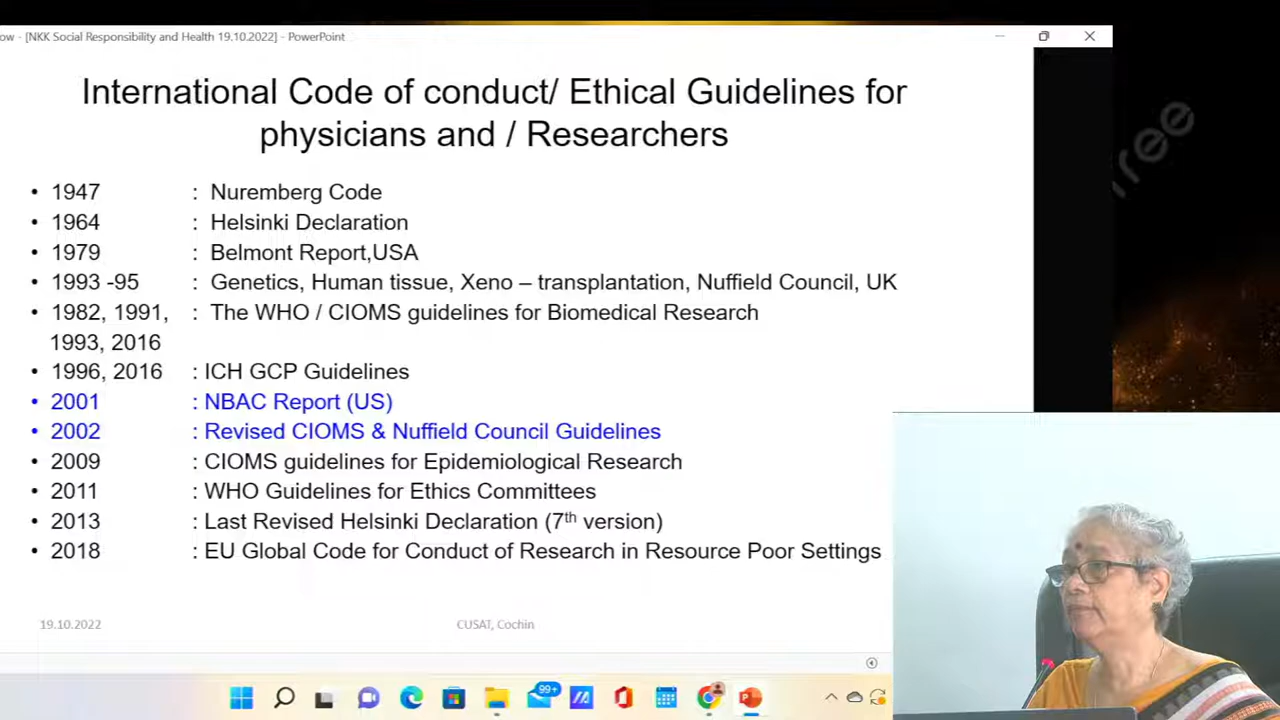 ow - [NKK Social Responsibility and Health 19.10.2022] - PowerPoint
International Code of conduct/ Ethical Guidelines for
physicians and / Researchers
• 1947 : Nuremberg Code
• 1964 : Helsinki Declaration
• 1979 : Belmont Report,USA
• 1993 -95 : Genetics, Human tissue, Xeno – transplantation, Nuffield Council, UK
• 1982, 1991, : The WHO / CIOMS guidelines for Biomedical Research
1993, 2016
• 1996, 2016 : ICH GCP Guidelines
• 2001 : NBAC Report (US)
• 2002 : Revised CIOMS & Nuffield Council Guidelines
• 2009 : CIOMS guidelines for Epidemiological Research
• 2011 : WHO Guidelines for Ethics Committees
• 2013 : Last Revised Helsinki Declaration (7th version)
• 2018 : EU Global Code for Conduct of Research in Resource Poor Settings
19.10.2022 CUSAT, Cochin
99+